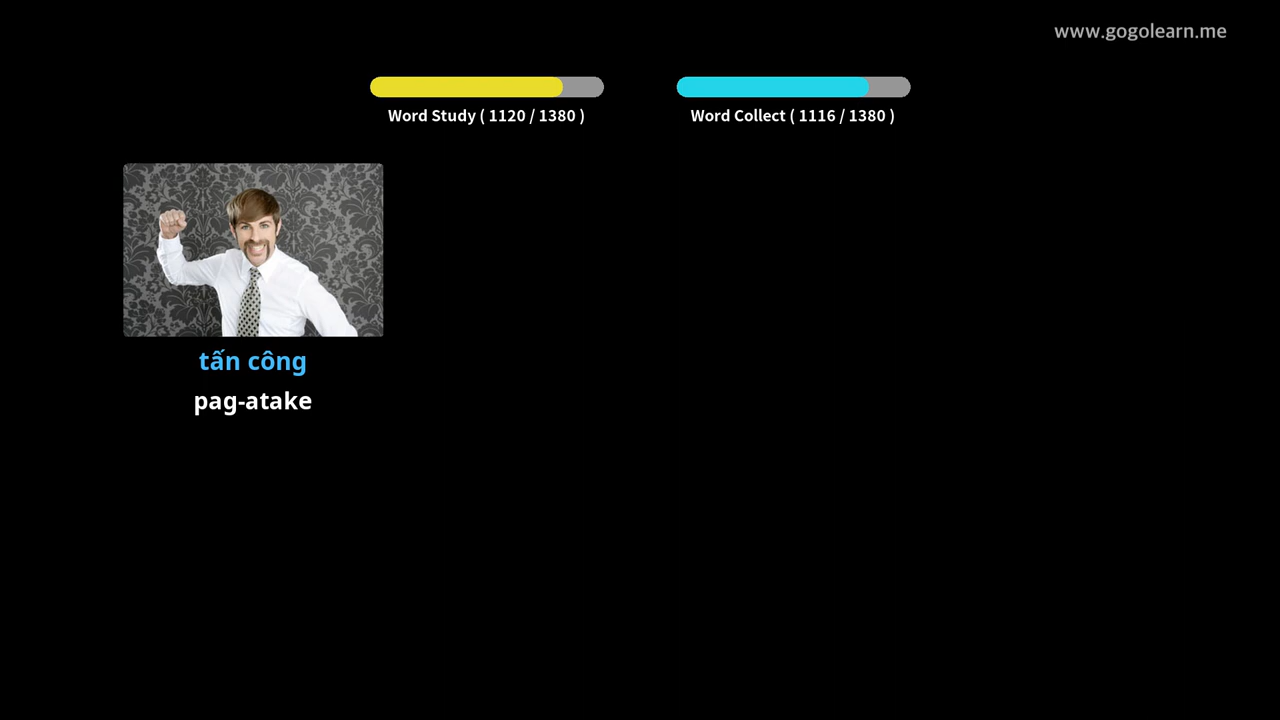 www.gogolearn.me
Word Study ( 1120 / 1380 )
Word Collect ( 1116 / 1380 )
tấn công
pag-atake